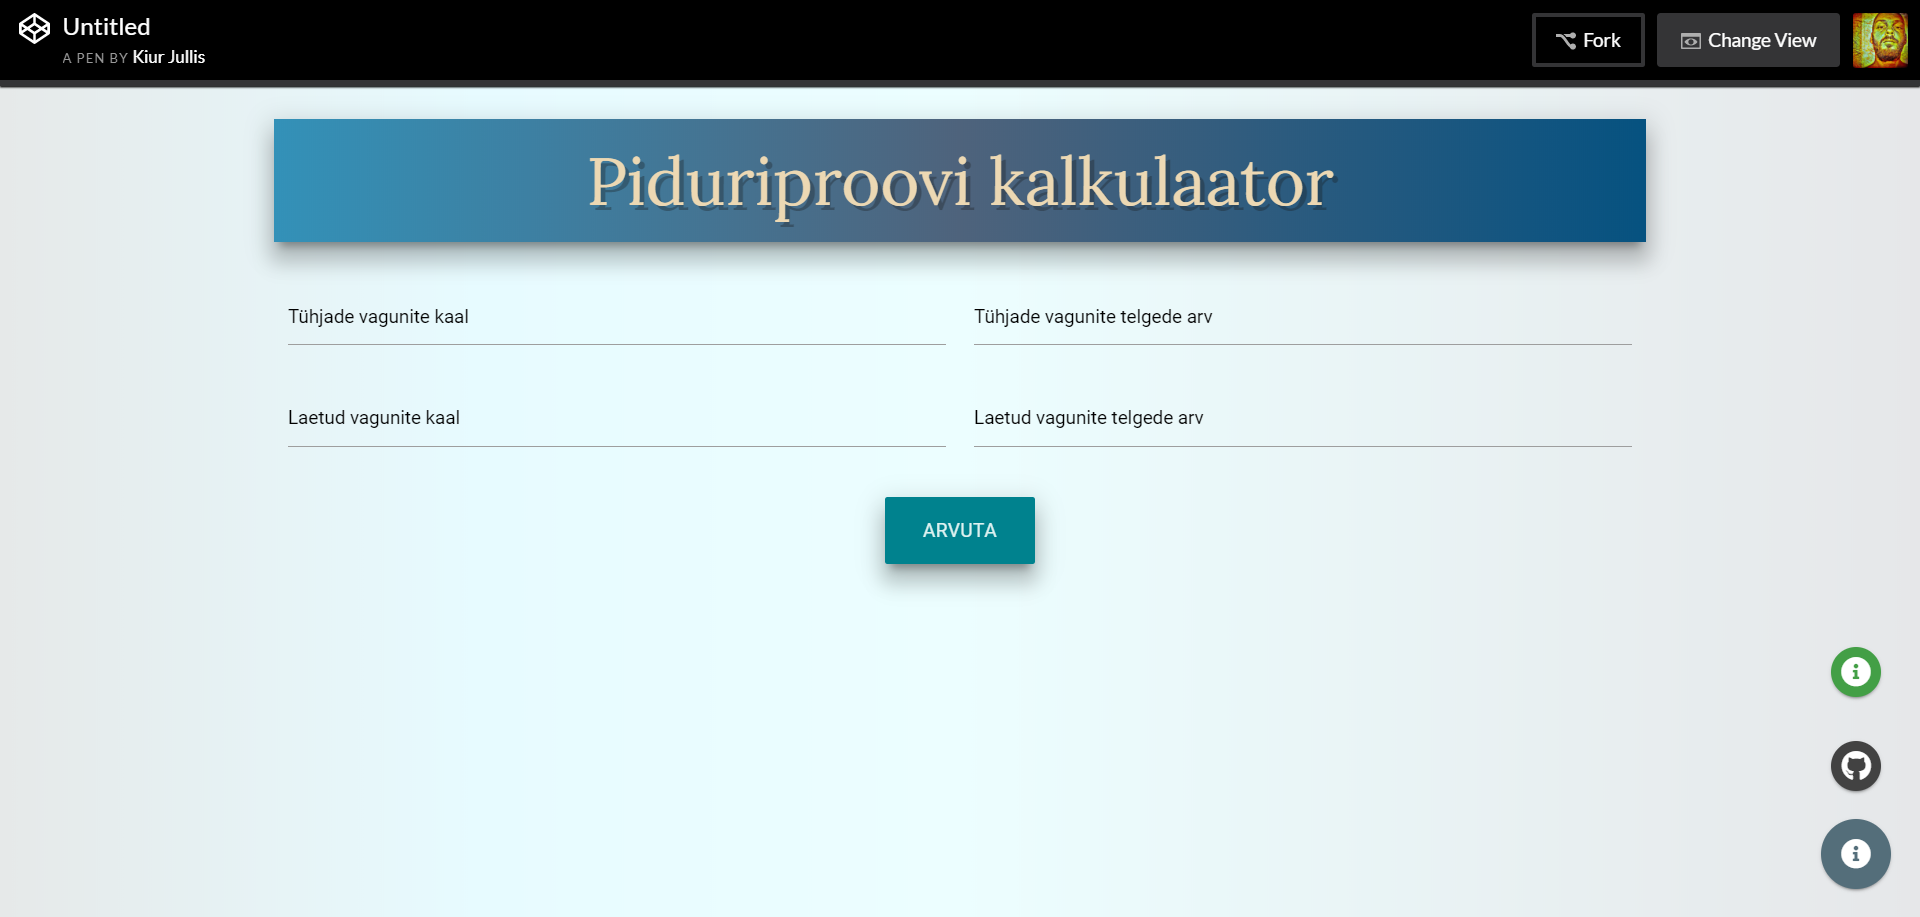 Untitled
A PEN BY Kiur Jullis
Fork
Change View
Piduriproovi kalkulaator
Tühjade vagunite kaal
Tühjade vagunite telgede arv
Laetud vagunite kaal
Laetud vagunite telgede arv
ARVUTA